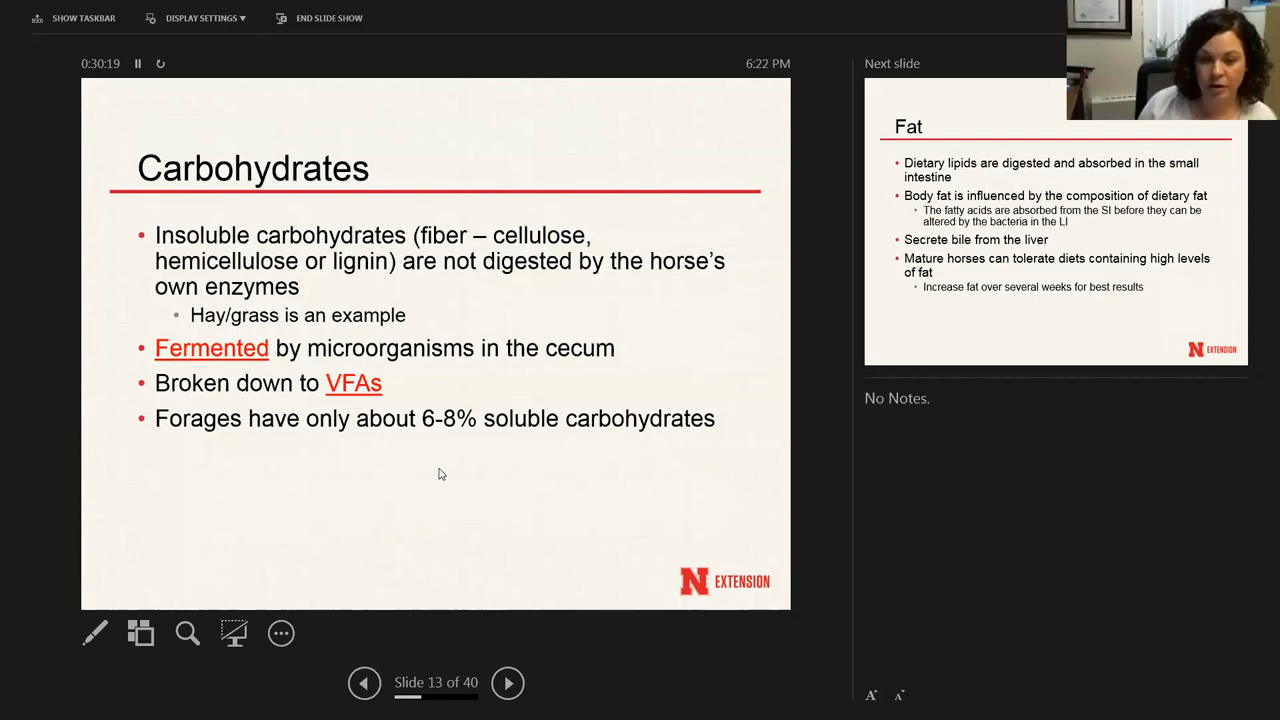 SHOW TASKBAR
DISPLAY SETTINGS ▼
END SLIDE SHOW
0:30:19
6:22 PM
Carbohydrates
• Insoluble carbohydrates (fiber – cellulose,
hemicellulose or lignin) are not digested by the horse's
own enzymes
• Hay/grass is an example
• Fermented by microorganisms in the cecum
• Broken down to VFAs
• Forages have only about 6-8% soluble carbohydrates
N EXTENSION
Slide 13 of 40
Next slide
Fat
• Dietary lipids are digested and absorbed in the small
intestine
• Body fat is influenced by the composition of dietary fat
• The fatty acids are absorbed from the SI before they can be
altered by the bacteria in the LI
• Secrete bile from the liver
• Mature horses can tolerate diets containing high levels
of fat
• Increase fat over several weeks for best results
N EXTENSION
No Notes.
A A